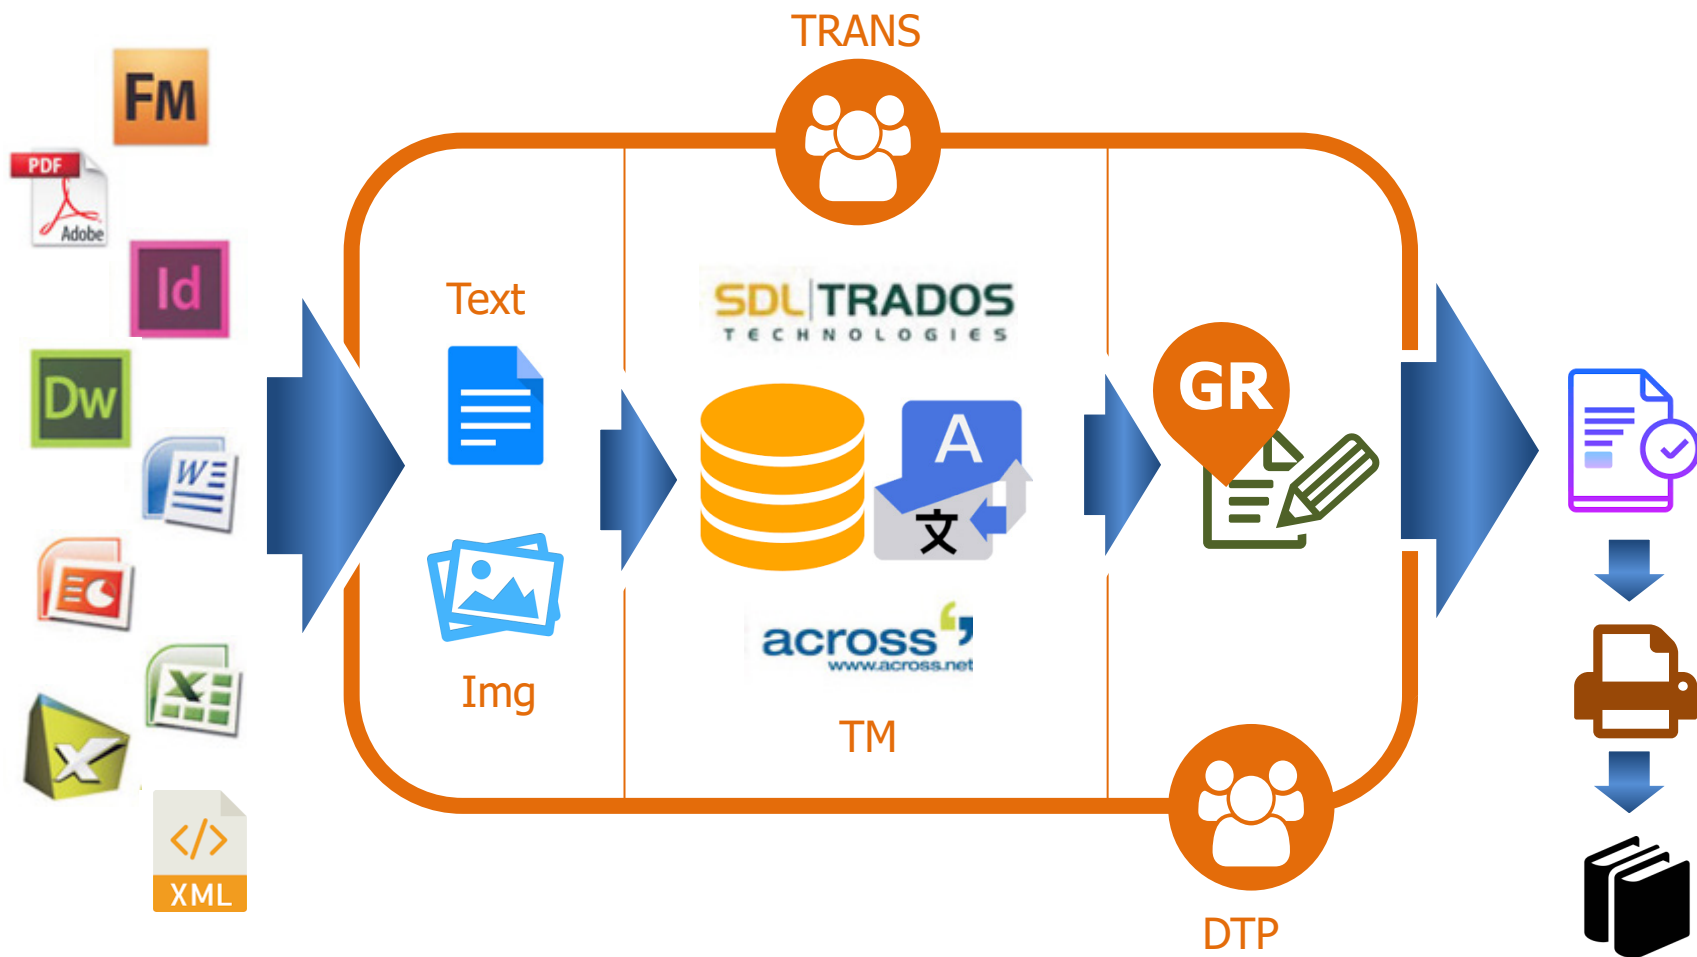 TRANS
FM
PDF
Adobe
Id
Dw
W
X
X
</>
XML
Text
Img
SDL|TRADOS
TECHNOLOGIES
A
文
across
www.across.net
TM
GR
DTP